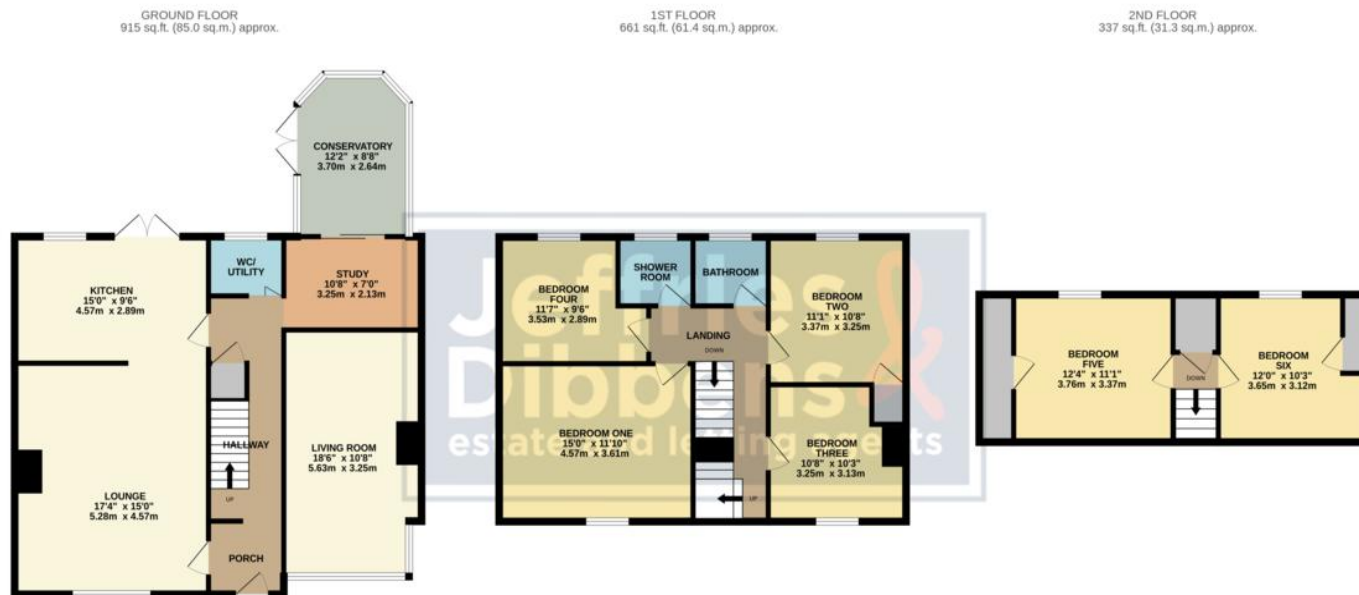 GROUND FLOOR
915 sq.ft. (85.0 sq.m.) approx.
CONSERVATORY
12'2" x 8'8"
3.70m x 2.64m
KITCHEN
15'0" x 9'6"
4.57m x 2.89m
WC/
UTILITY
STUDY
10'8" x 7'0"
3.25m x 2.13m
HALLWAY
UP
LIVING ROOM
18'6" x 10'8"
5.63m x 3.25m
LOUNGE
17'4" x 15'0"
5.28m x 4.57m
PORCH
1ST FLOOR
661 sq.ft. (61.4 sq.m.) approx.
BEDROOM
FOUR
11'7" x 9'6"
3.53m x 2.89m
SHOWER
ROOM
BATHROOM
BEDROOM
TWO
11'1" x 10'8"
3.37m x 3.25m
LANDING
DOWN
BEDROOM ONE
15'0" x 11'10"
4.57m x 3.61m
BEDROOM
THREE
10'8" x 10'3"
3.25m x 3.13m
UP
Jeffries
&
Dibbens
estate and letting agents
2ND FLOOR
337 sq.ft. (31.3 sq.m.) approx.
BEDROOM
FIVE
12'4" x 11'1"
3.76m x 3.37m
DOWN
BEDROOM
SIX
12'0" x 10'3"
3.65m x 3.12m